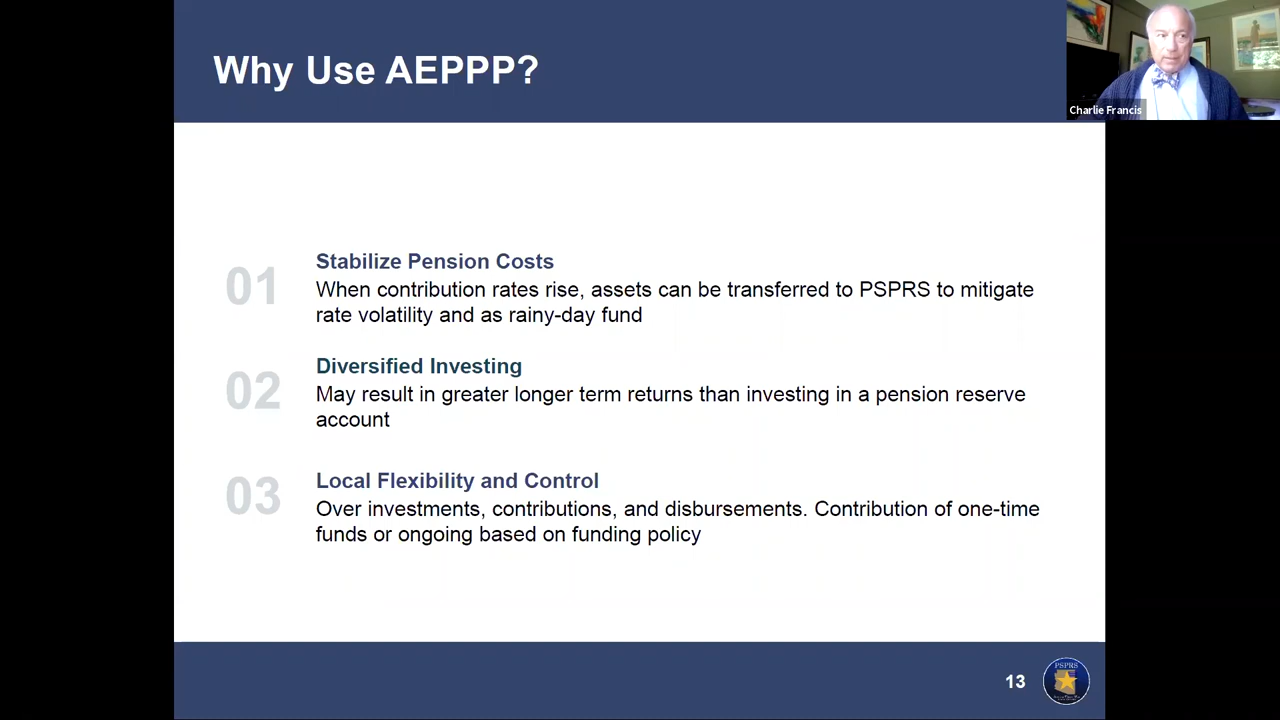 Why Use AEPPP?
Charlie Francis
01
Stabilize Pension Costs
When contribution rates rise, assets can be transferred to PSPRS to mitigate
rate volatility and as rainy-day fund
02
Diversified Investing
May result in greater longer term returns than investing in a pension reserve
account
03
Local Flexibility and Control
Over investments, contributions, and disbursements. Contribution of one-time
funds or ongoing based on funding policy
13
PSPRS